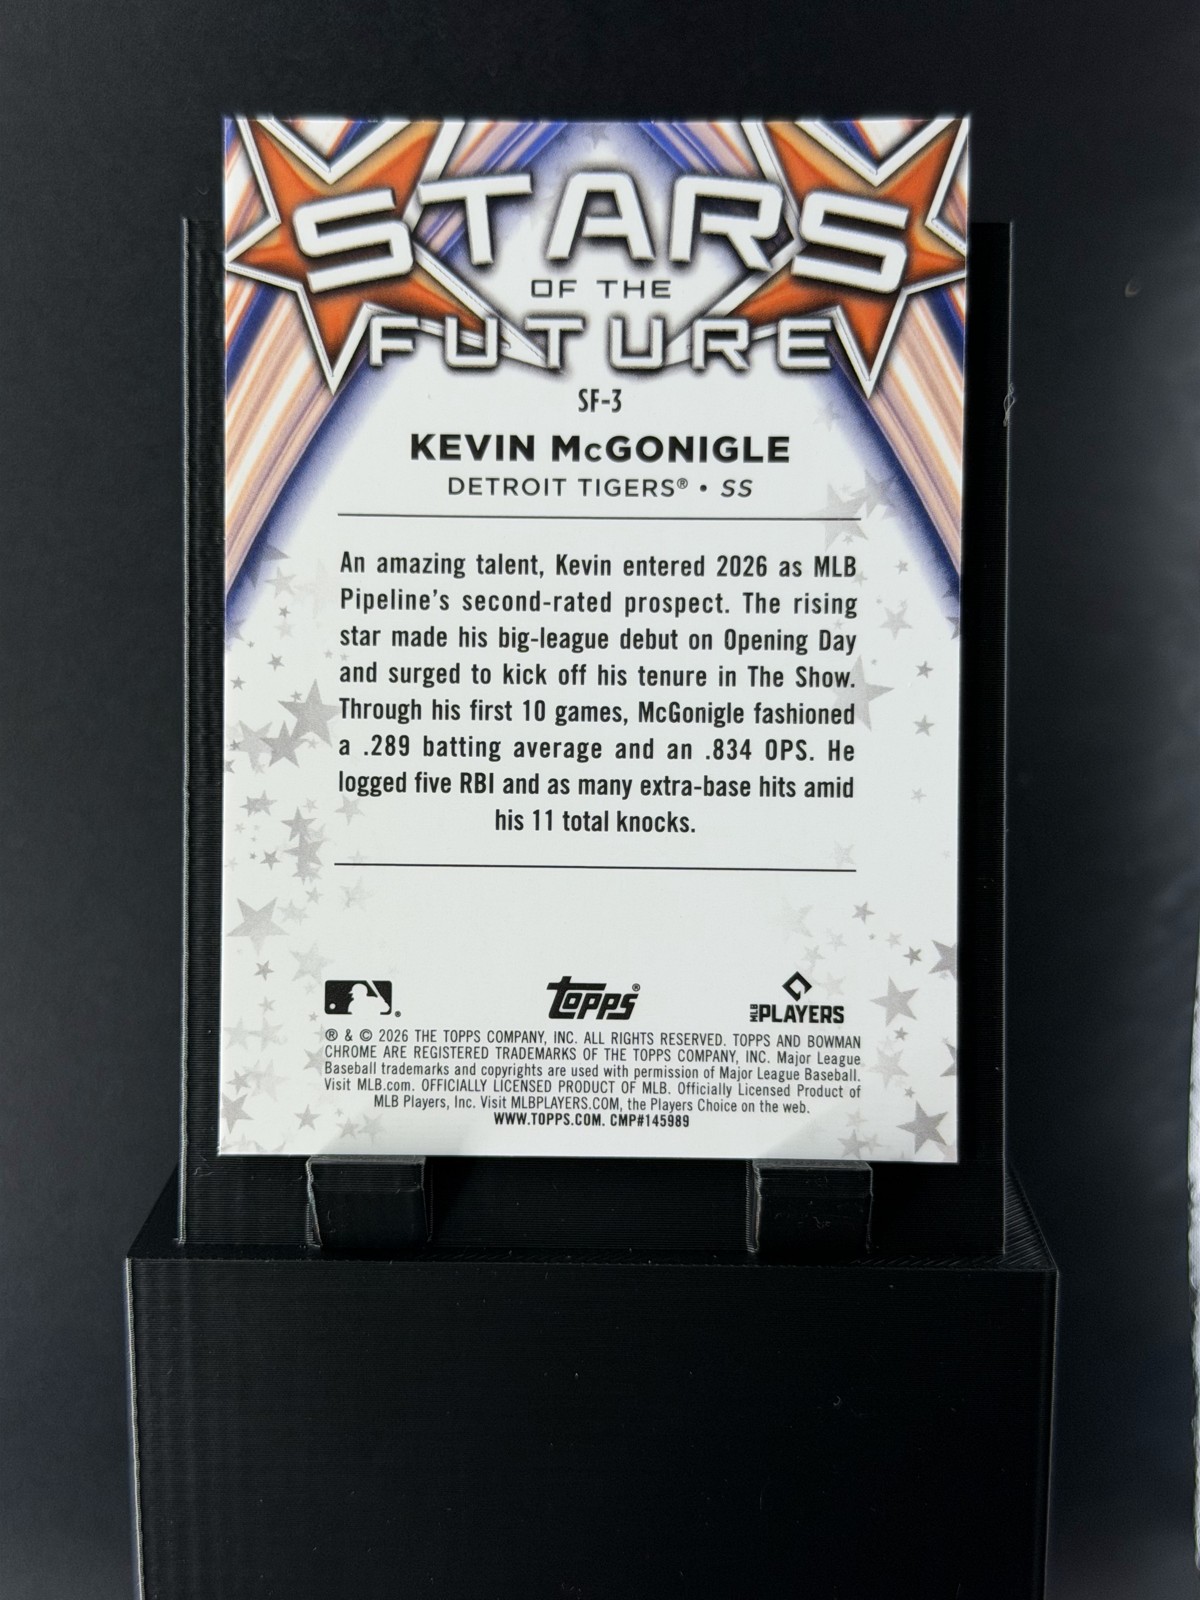 STARS
OF THE
FUTURE
SF-3
KEVIN McGONIGLE
DETROIT TIGERS® • SS
An amazing talent, Kevin entered 2026 as MLB
Pipeline's second-rated prospect. The rising
star made his big-league debut on Opening Day
and surged to kick off his tenure in The Show.
Through his first 10 games, McGonigle fashioned
a .289 batting average and an .834 OPS. He
logged five RBI and as many extra-base hits amid
his 11 total knocks.
®
topps®
MLB PLAYERS
® & © 2026 THE TOPPS COMPANY, INC. ALL RIGHTS RESERVED. TOPPS AND BOWMAN
CHROME ARE REGISTERED TRADEMARKS OF THE TOPPS COMPANY, INC. Major League
Baseball trademarks and copyrights are used with permission of Major League Baseball.
Visit MLB.com. OFFICIALLY LICENSED PRODUCT OF MLB. Officially Licensed Product of
MLB Players, Inc. Visit MLBPLAYERS.COM, the Players Choice on the web.
WWW.TOPPS.COM. CMP#145989